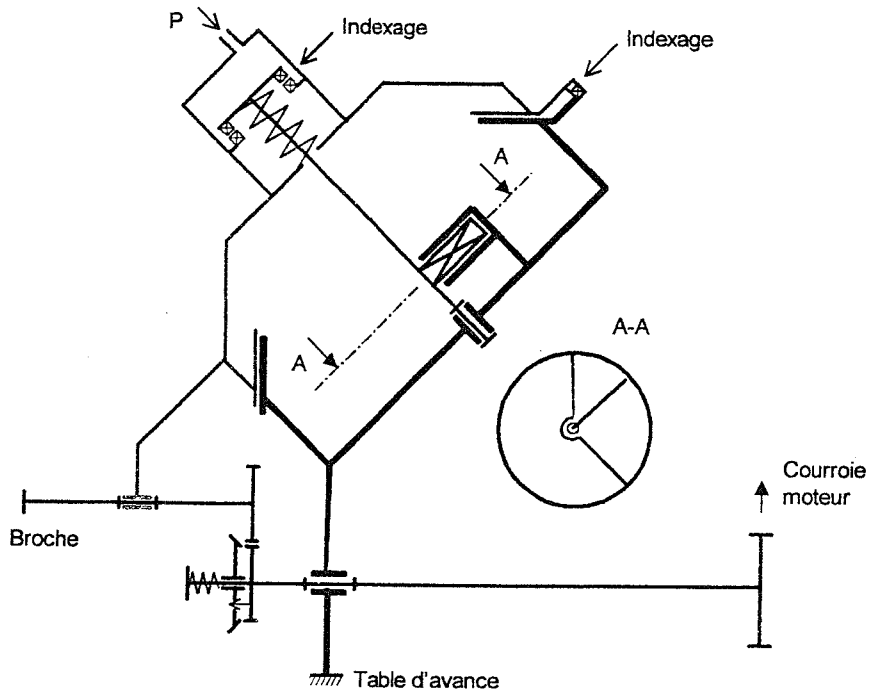 P
Indexage
Indexage
A
A
A-A
Courroie
moteur
Broche
Table d'avance